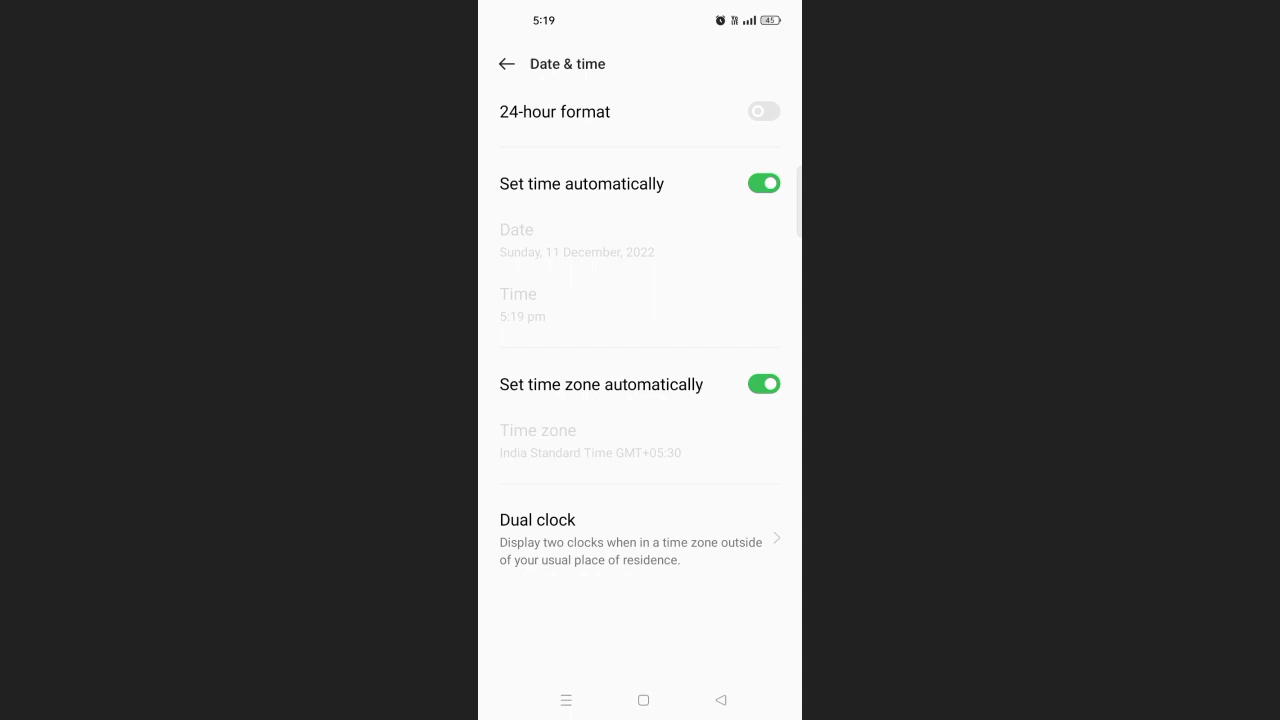 5:19
45
Date & time
24-hour format
Set time automatically
Date
Sunday, 11 December, 2022
Time
5:19 pm
Set time zone automatically
Time zone
India Standard Time GMT+05:30
Dual clock
Display two clocks when in a time zone outside
of your usual place of residence.